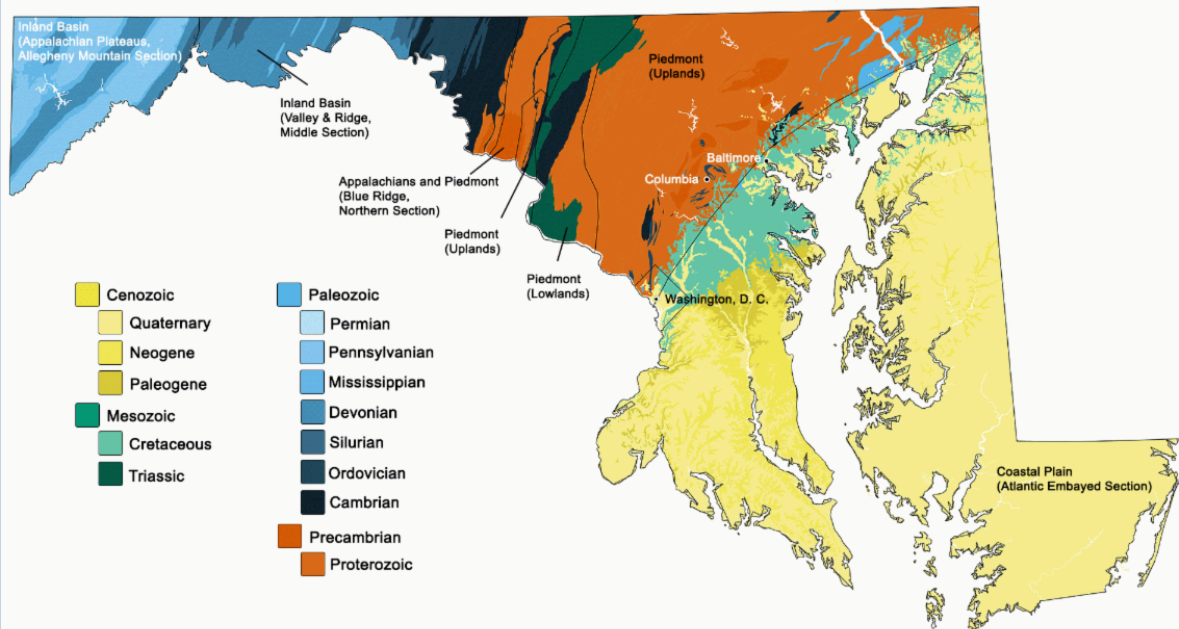 Inland Basin
(Appalachian Plateaus,
Allegheny Mountain Section)
Inland Basin
(Valley & Ridge,
Middle Section)
Appalachians and Piedmont
(Blue Ridge,
Northern Section)
Piedmont
(Uplands)
Piedmont
(Lowlands)
Piedmont
(Uplands)
Baltimore
Columbia
Washington, D. C.
Coastal Plain
(Atlantic Embayed Section)
Cenozoic
Quaternary
Neogene
Paleogene
Mesozoic
Cretaceous
Triassic
Paleozoic
Permian
Pennsylvanian
Mississippian
Devonian
Silurian
Ordovician
Cambrian
Precambrian
Proterozoic